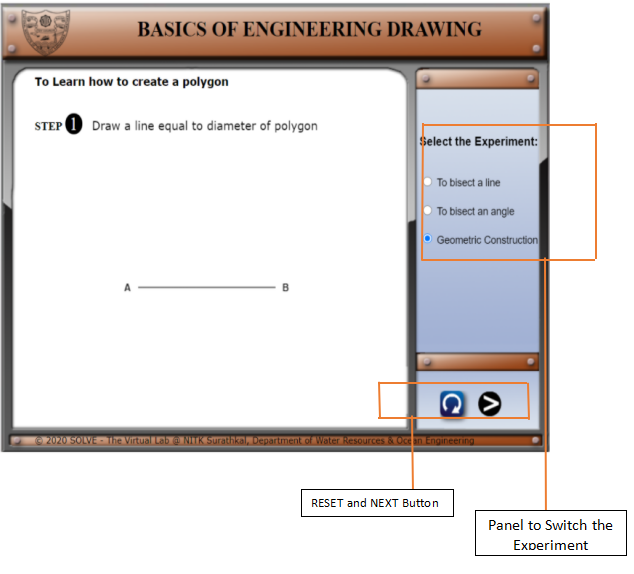 BASICS OF ENGINEERING DRAWING
To Learn how to create a polygon
STEP 1 Draw a line equal to diameter of polygon
A B
Select the Experiment:
To bisect a line
To bisect an angle
Geometric Construction
© 2020 SOLVE - The Virtual Lab @ NITK Surathkal, Department of Water Resources & Ocean Engineering
RESET and NEXT Button
Panel to Switch the
Experiment